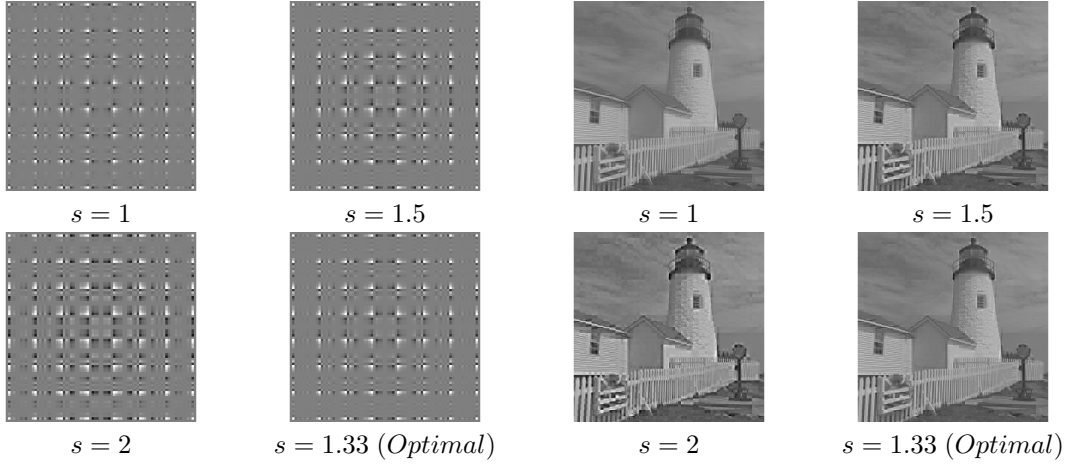 s = 1
s = 1.5
s = 1
s = 1.5
s = 2
s = 1.33 (Optimal)
s = 2
s = 1.33 (Optimal)